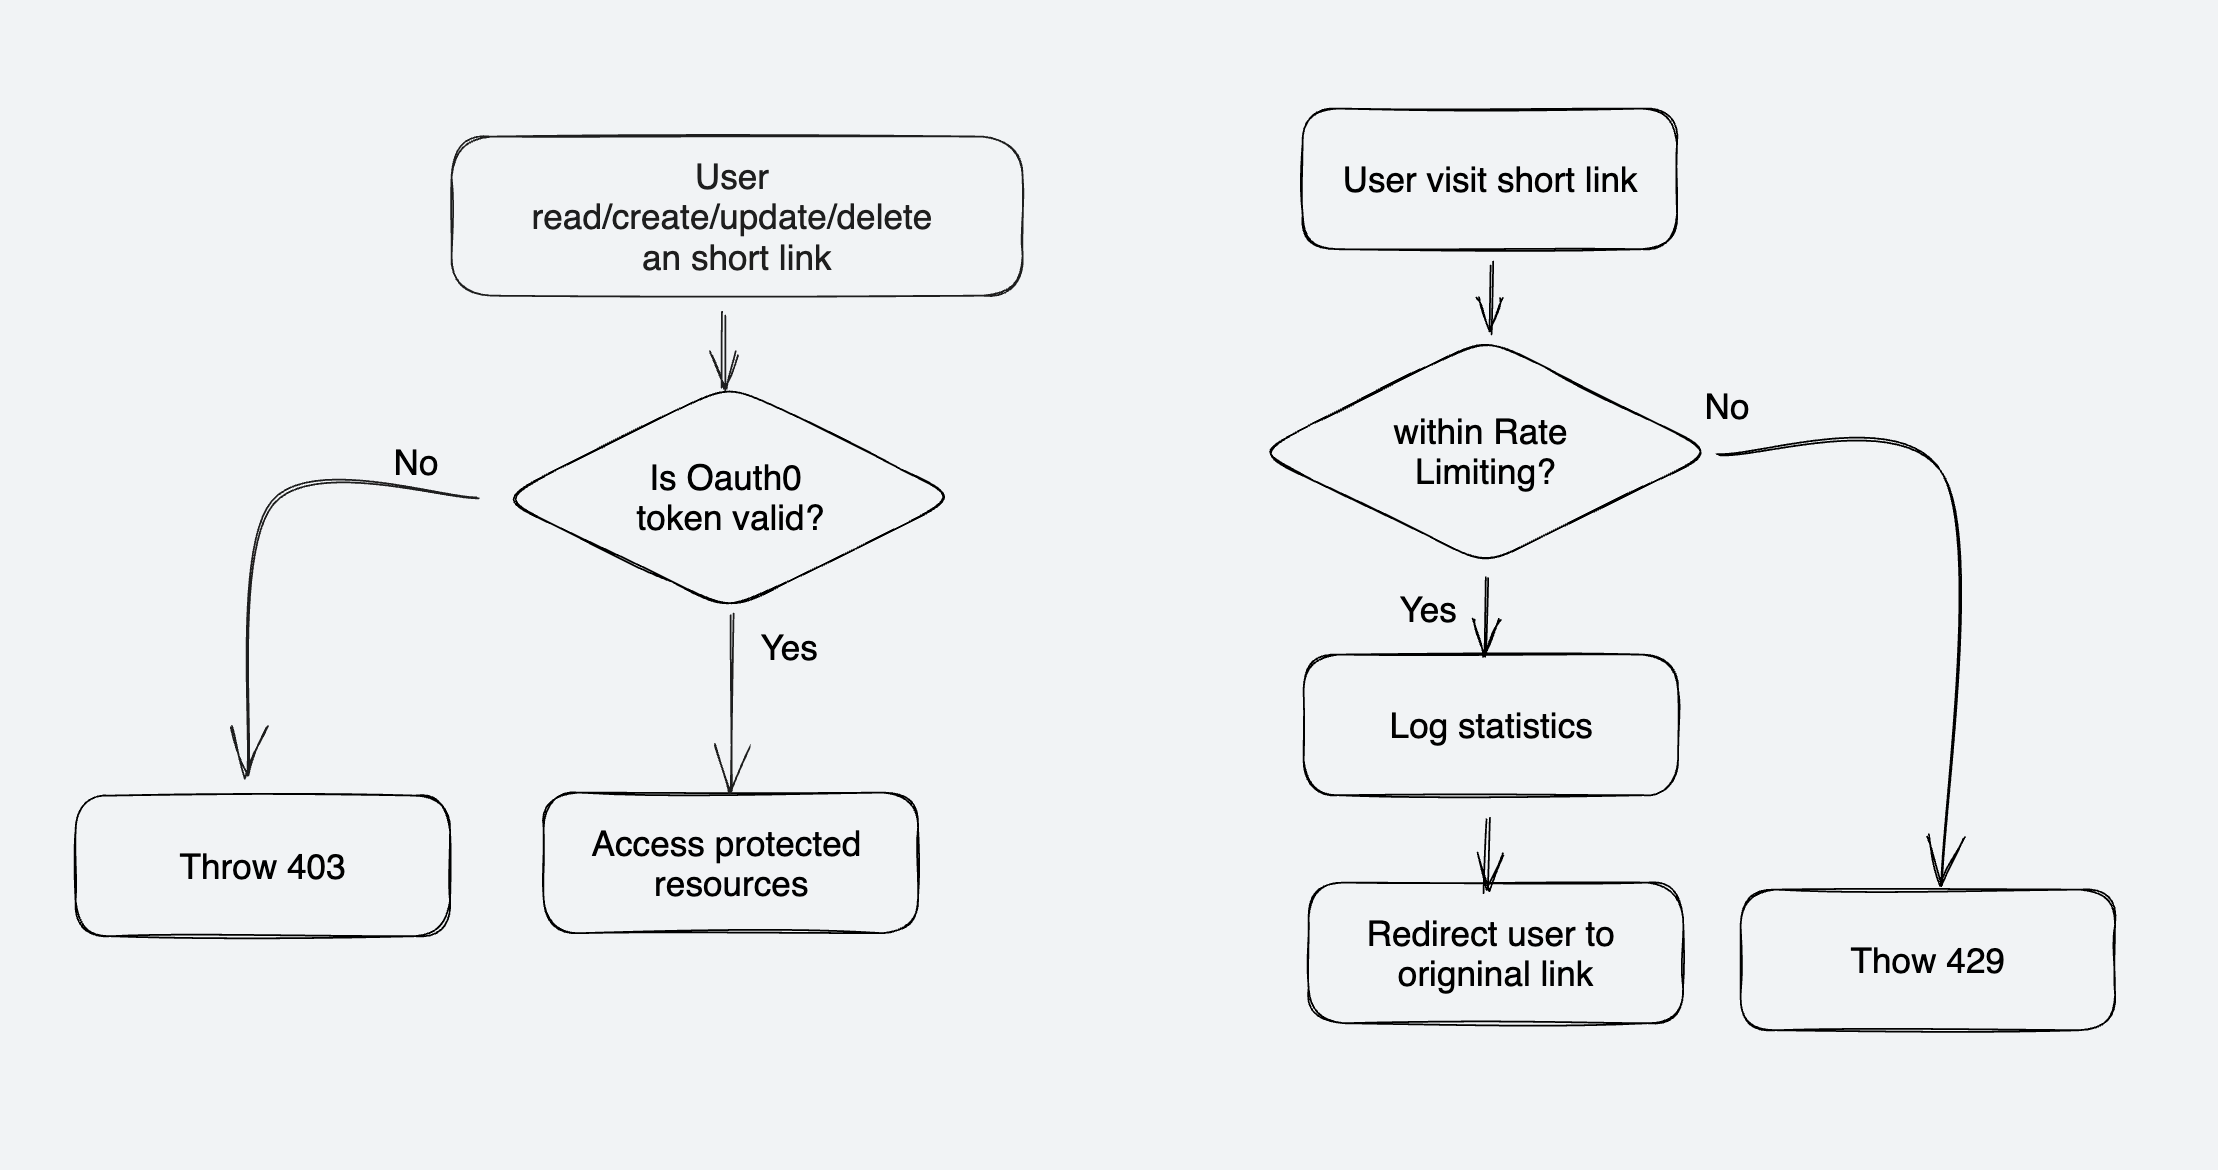 User
read/create/update/delete
an short link
No
Is Oauth0
token valid?
Yes
Throw 403
Access protected
resources
User visit short link
within Rate
Limiting?
No
Yes
Log statistics
Redirect user to
origninal link
Thow 429